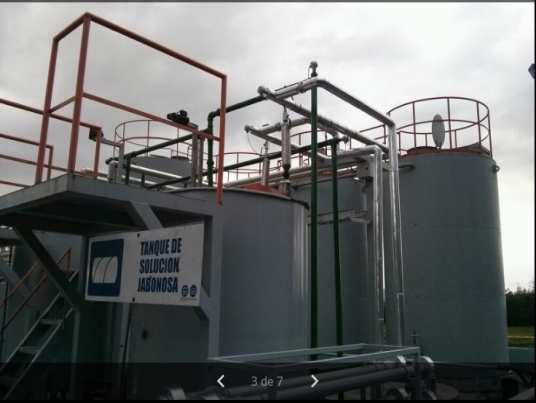 TANQUE DE
SOLUCION
JABONOSA
3 de 7